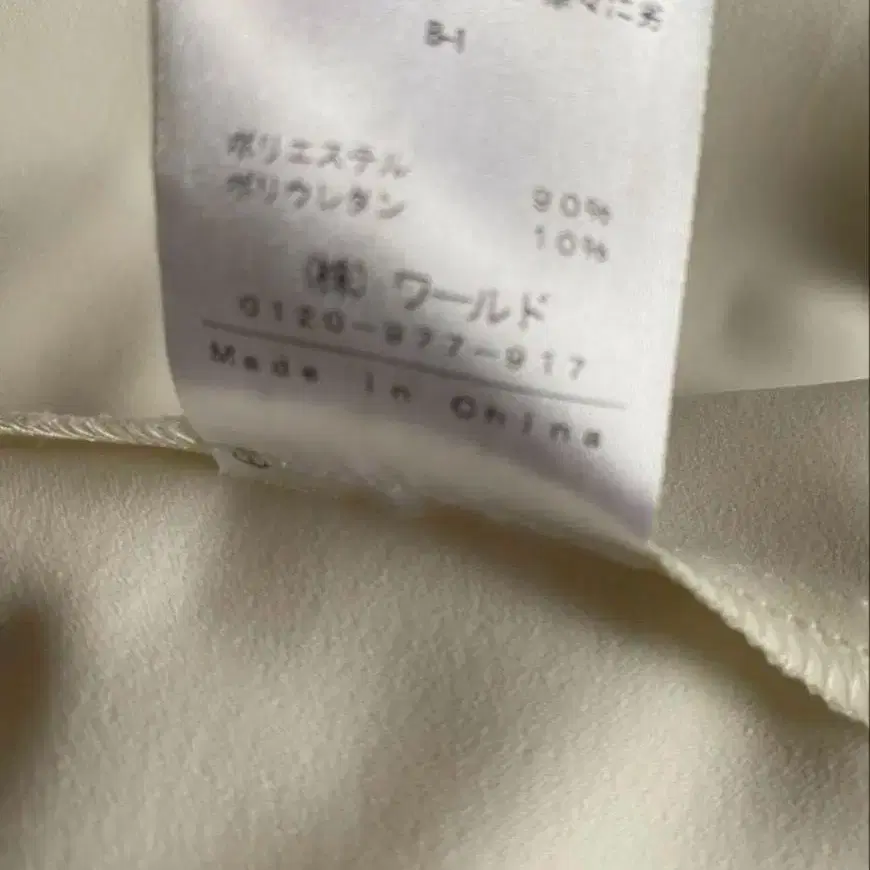 B-1
ポリエステル 90%
ポリウレタン 10%
(株) ワールド
0120-977-917
Made in China